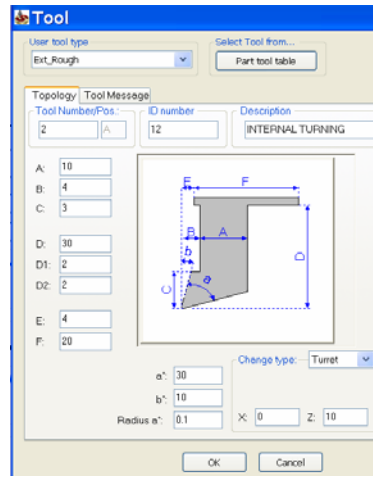 Tool
User tool type
Select Tool from...
Ext_Rough
Part tool table
Topology Tool Message
Tool Number/Pos.: ID number Description
2 A 12 INTERNAL TURNING
A: 10
B: 4
C: 3
D: 30
D1: 2
D2: 2
E: 4
F: 20
E F
B A
b
D
C a
Change type: Turret
a°: 30
b°: 10
Radius a°: 0.1
X: 0 Z: 10
OK Cancel